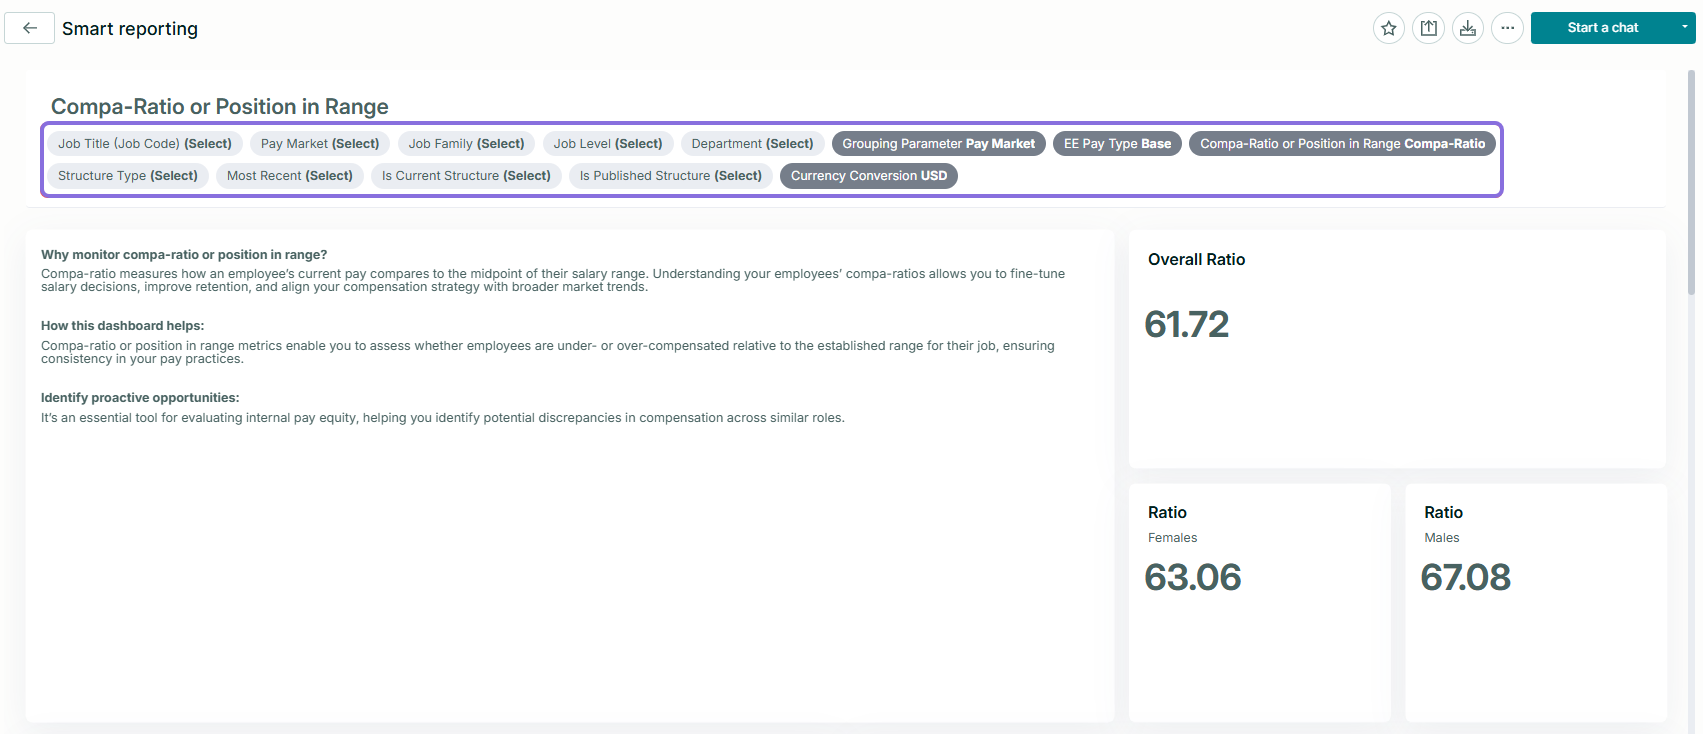 Smart reporting
Start a chat
Compa-Ratio or Position in Range
Job Title (Job Code) (Select) Pay Market (Select) Job Family (Select) Job Level (Select) Department (Select) Grouping Parameter Pay Market EE Pay Type Base Compa-Ratio or Position in Range Compa-Ratio
Structure Type (Select) Most Recent (Select) Is Current Structure (Select) Is Published Structure (Select) Currency Conversion USD
Why monitor compa-ratio or position in range?
Compa-ratio measures how an employee's current pay compares to the midpoint of their salary range. Understanding your employees' compa-ratios allows you to fine-tune
salary decisions, improve retention, and align your compensation strategy with broader market trends.
How this dashboard helps:
Compa-ratio or position in range metrics enable you to assess whether employees are under- or over-compensated relative to the established range for their job, ensuring
consistency in your pay practices.
Identify proactive opportunities:
It's an essential tool for evaluating internal pay equity, helping you identify potential discrepancies in compensation across similar roles.
Overall Ratio
61.72
Ratio
Females
63.06
Ratio
Males
67.08